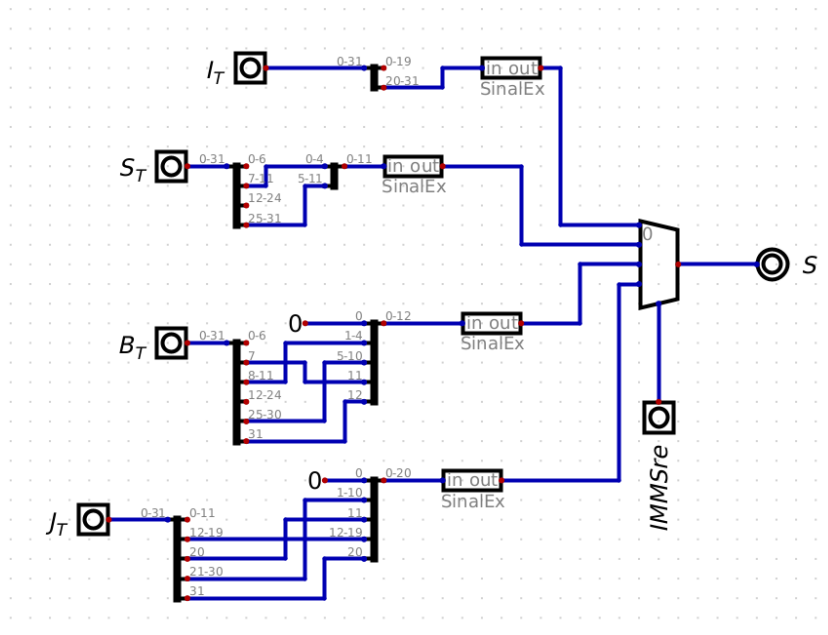 I_T
0-31
0-19
20-31
in out
SinalEx
S_T
0-31
0-6
7-11
12-24
25-31
0-4
5-11
0-11
in out
SinalEx
0
S
B_T
0-31
0-6
7
8-11
12-24
25-30
31
0
0
1-4
5-10
11
12
0-12
in out
SinalEx
IMMSre
J_T
0-31
0-11
12-19
20
21-30
31
0
0
1-10
11
12-19
20
0-20
in out
SinalEx